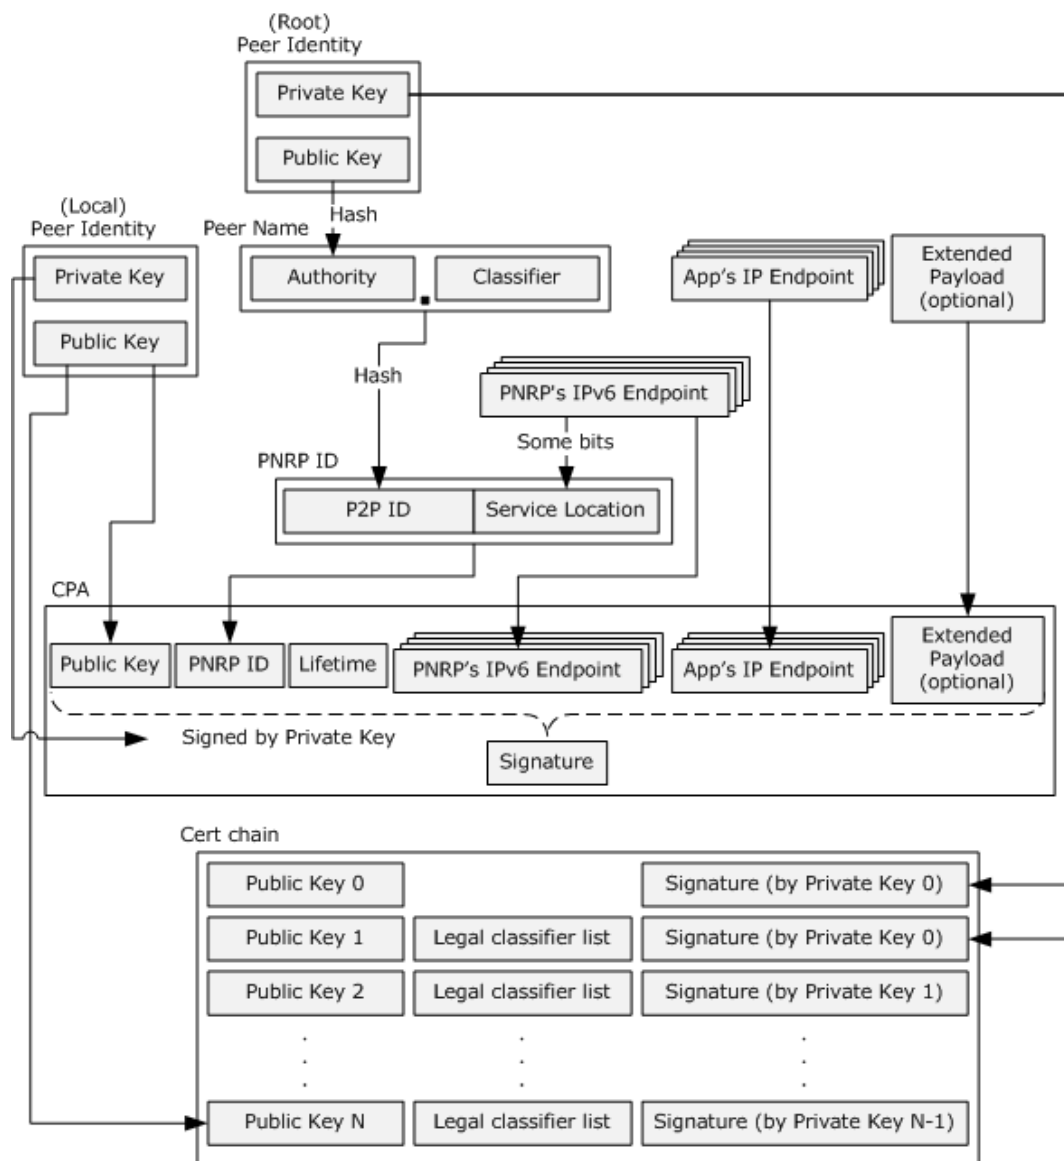 (Root)
Peer Identity
Private Key
Public Key
Hash
(Local)
Peer Identity
Private Key
Public Key
Peer Name
Authority
.
Classifier
App's IP Endpoint
Extended
Payload
(optional)
Hash
PNRP's IPv6 Endpoint
Some bits
PNRP ID
P2P ID
Service Location
CPA
Public Key
PNRP ID
Lifetime
PNRP's IPv6 Endpoint
App's IP Endpoint
Extended
Payload
(optional)
Signed by Private Key
Signature
Cert chain
Public Key 0
Signature (by Private Key 0)
Public Key 1
Legal classifier list
Signature (by Private Key 0)
Public Key 2
Legal classifier list
Signature (by Private Key 1)
Public Key N
Legal classifier list
Signature (by Private Key N-1)